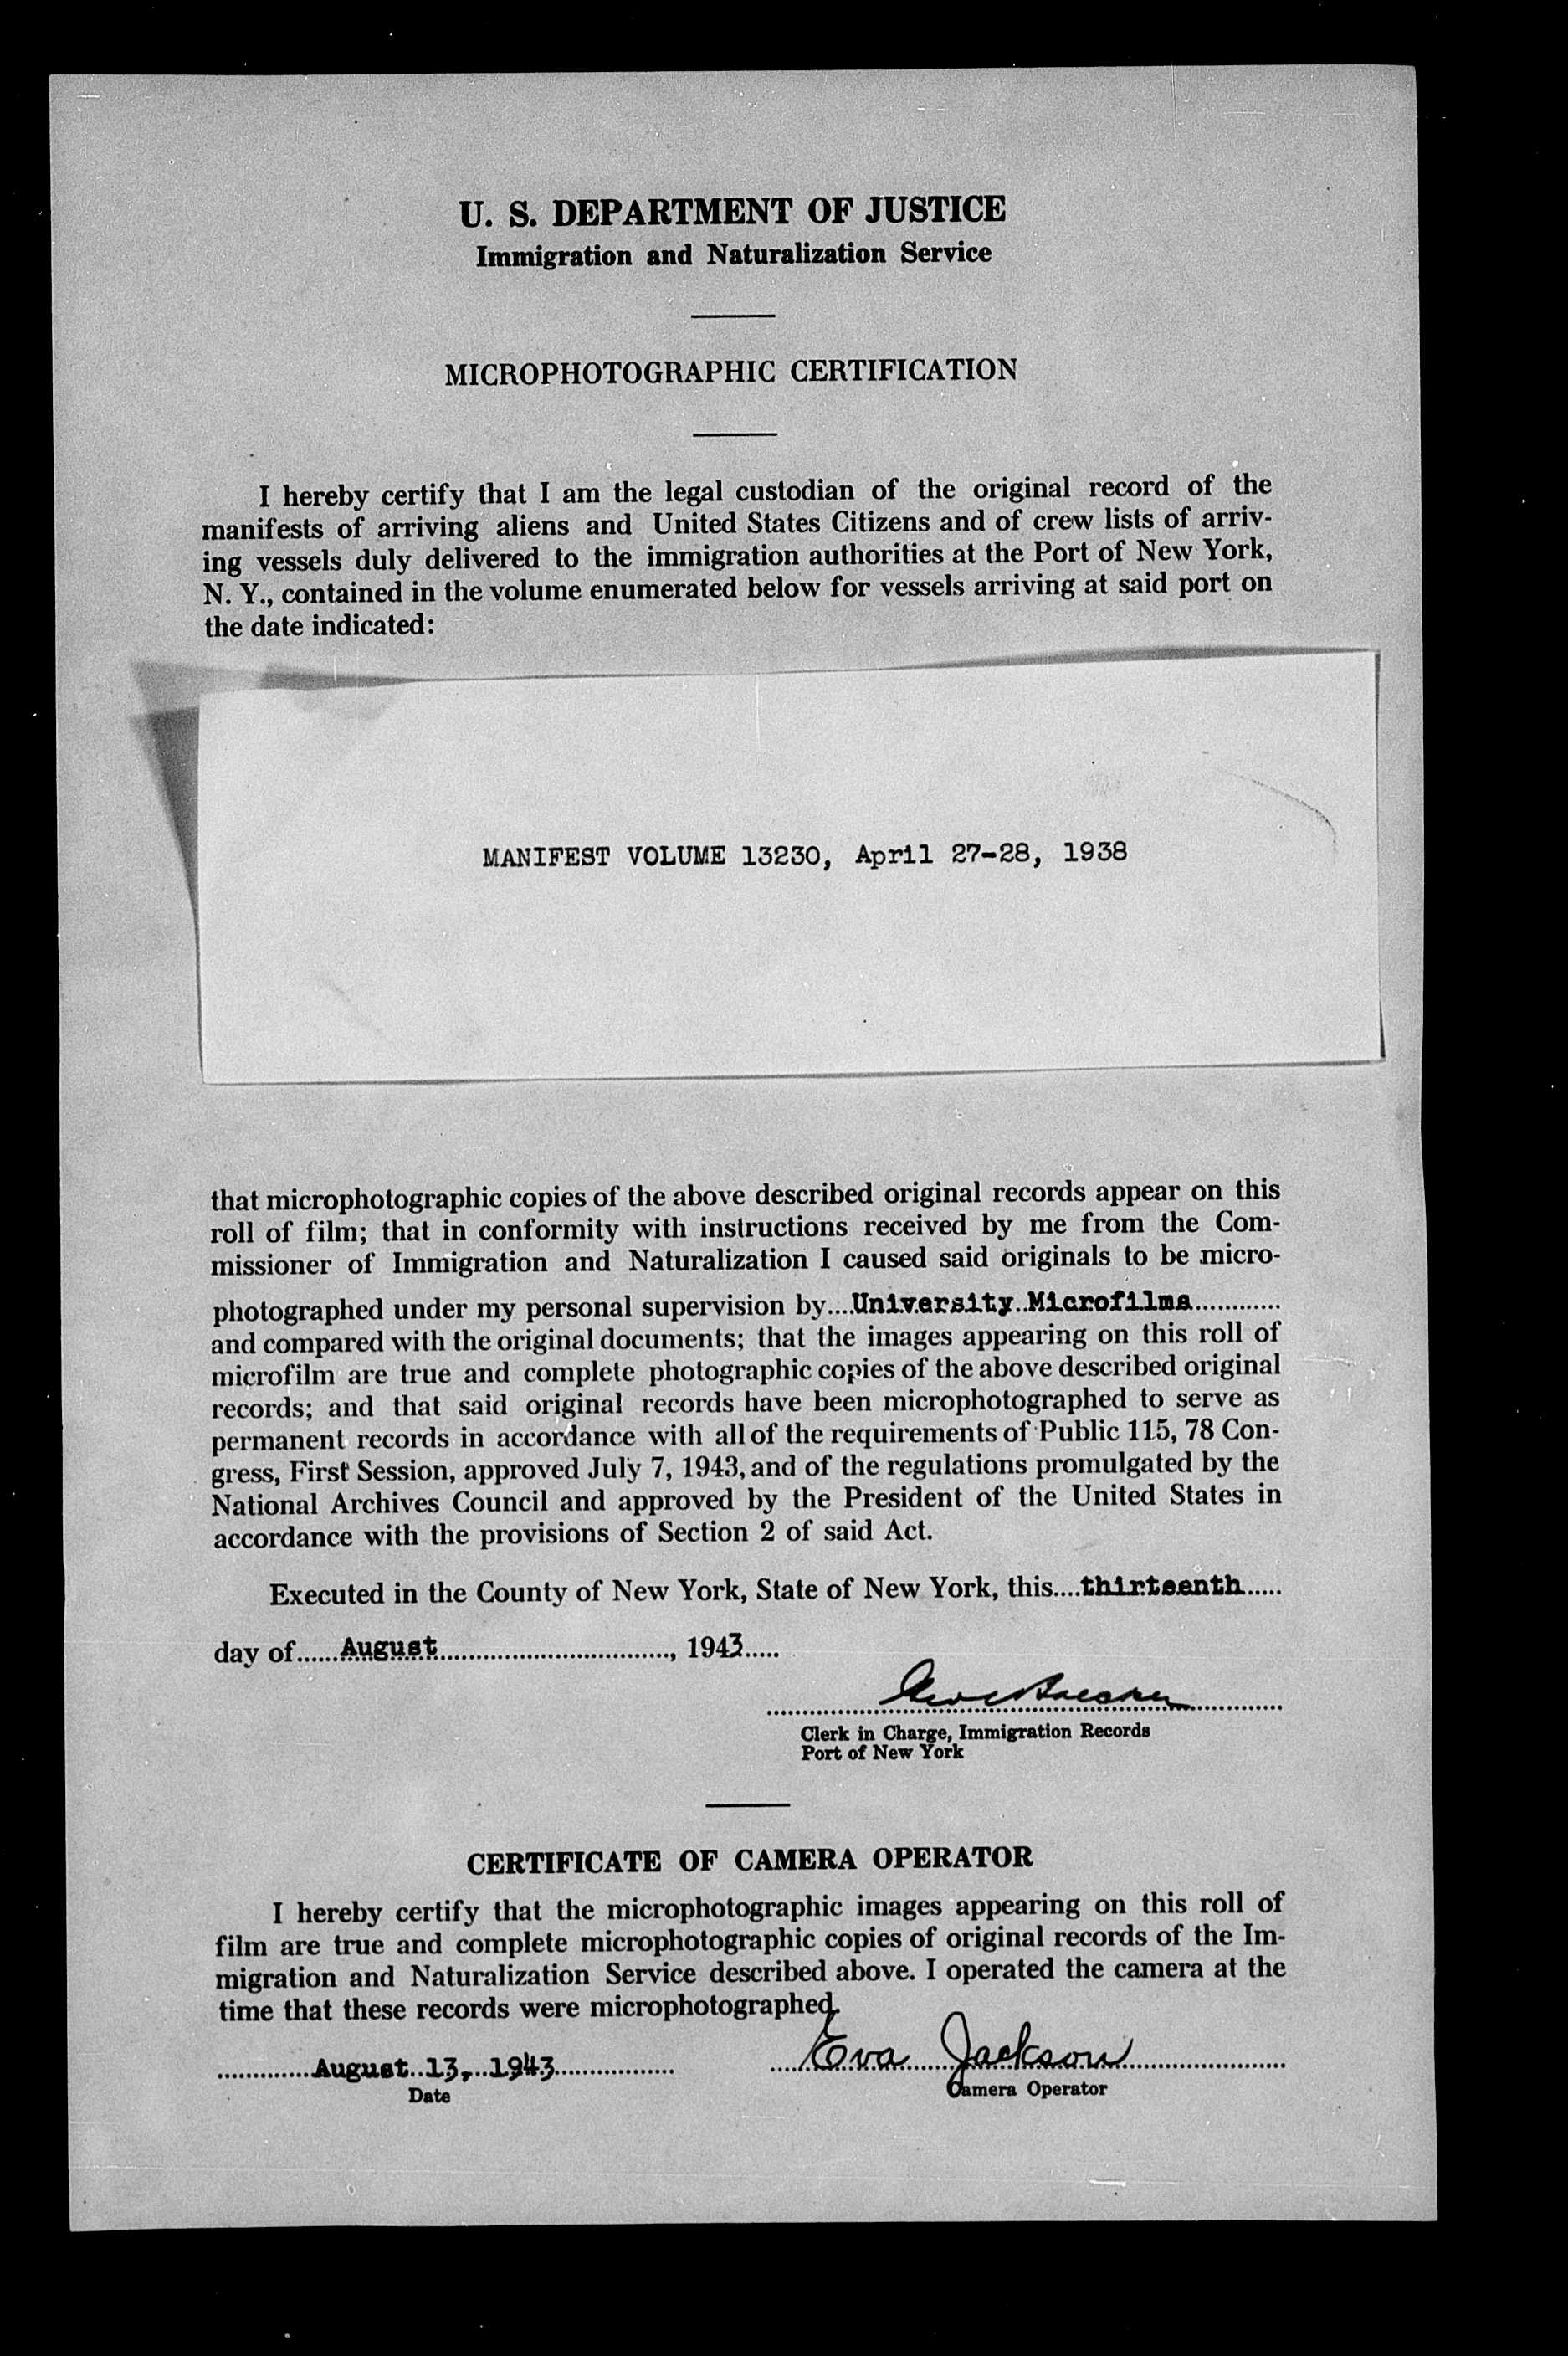 U. S. DEPARTMENT OF JUSTICE
Immigration and Naturalization Service
MICROPHOTOGRAPHIC CERTIFICATION
I hereby certify that I am the legal custodian of the original record of the
manifests of arriving aliens and United States Citizens and of crew lists of arriv-
ing vessels duly delivered to the immigration authorities at the Port of New York,
N. Y., contained in the volume enumerated below for vessels arriving at said port on
the date indicated:
MANIFEST VOLUME 13230, April 27-28, 1938
that microphotographic copies of the above described original records appear on this
roll of film; that in conformity with instructions received by me from the Com-
missioner of Immigration and Naturalization I caused said originals to be micro-
photographed under my personal supervision by....University..Microfilms............
and compared with the original documents; that the images appearing on this roll of
microfilm are true and complete photographic copies of the above described original
records; and that said original records have been microphotographed to serve as
permanent records in accordance with all of the requirements of Public 115, 78 Con-
gress, First Session, approved July 7, 1943, and of the regulations promulgated by the
National Archives Council and approved by the President of the United States in
accordance with the provisions of Section 2 of said Act.
Executed in the County of New York, State of New York, this....thirteenth.....
day of......August......................................, 1943.....
Clerk in Charge, Immigration Records
Port of New York
CERTIFICATE OF CAMERA OPERATOR
I hereby certify that the microphotographic images appearing on this roll of
film are true and complete microphotographic copies of original records of the Im-
migration and Naturalization Service described above. I operated the camera at the
time that these records were microphotographed.
..............August..13,..1943.................. ....Eva Jackson.......................
Date Camera Operator